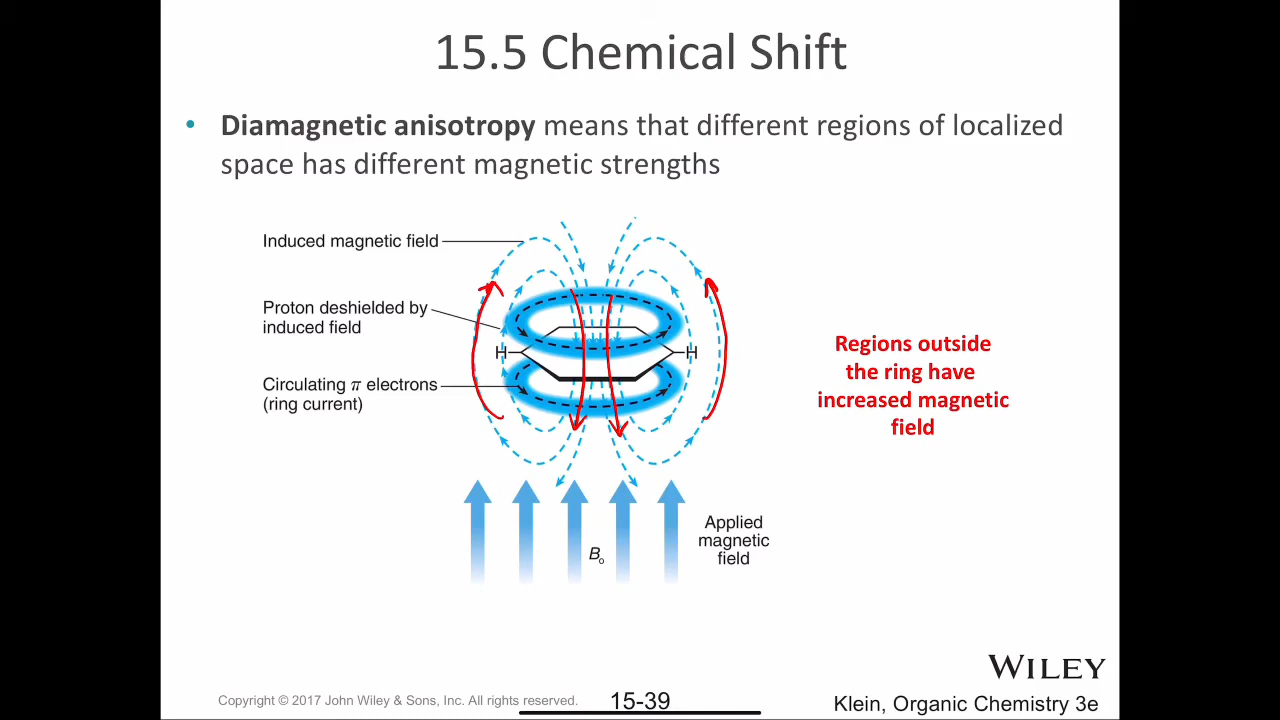 15.5 Chemical Shift
• Diamagnetic anisotropy means that different regions of localized
space has different magnetic strengths
Induced magnetic field
Proton deshielded by
induced field
H
H
Circulating π electrons
(ring current)
Regions outside
the ring have
increased magnetic
field
Applied
magnetic
field
Bo
WILEY
Copyright © 2017 John Wiley & Sons, Inc. All rights reserved.
15-39
Klein, Organic Chemistry 3e